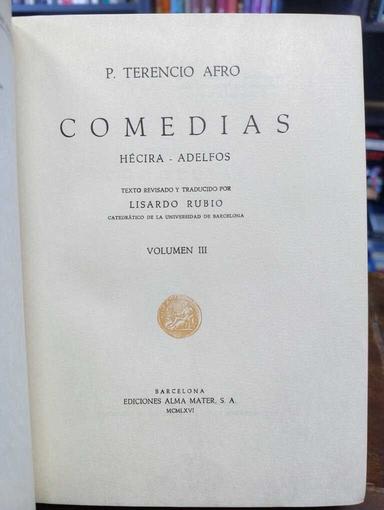 P. TERENCIO AFRO
COMEDIAS
HÉCIRA - ADELFOS
TEXTO REVISADO Y TRADUCIDO POR
LISARDO RUBIO
CATEDRÁTICO DE LA UNIVERSIDAD DE BARCELONA
VOLUMEN III
BARCELONA
EDICIONES ALMA MATER, S. A.
MCMLXVI